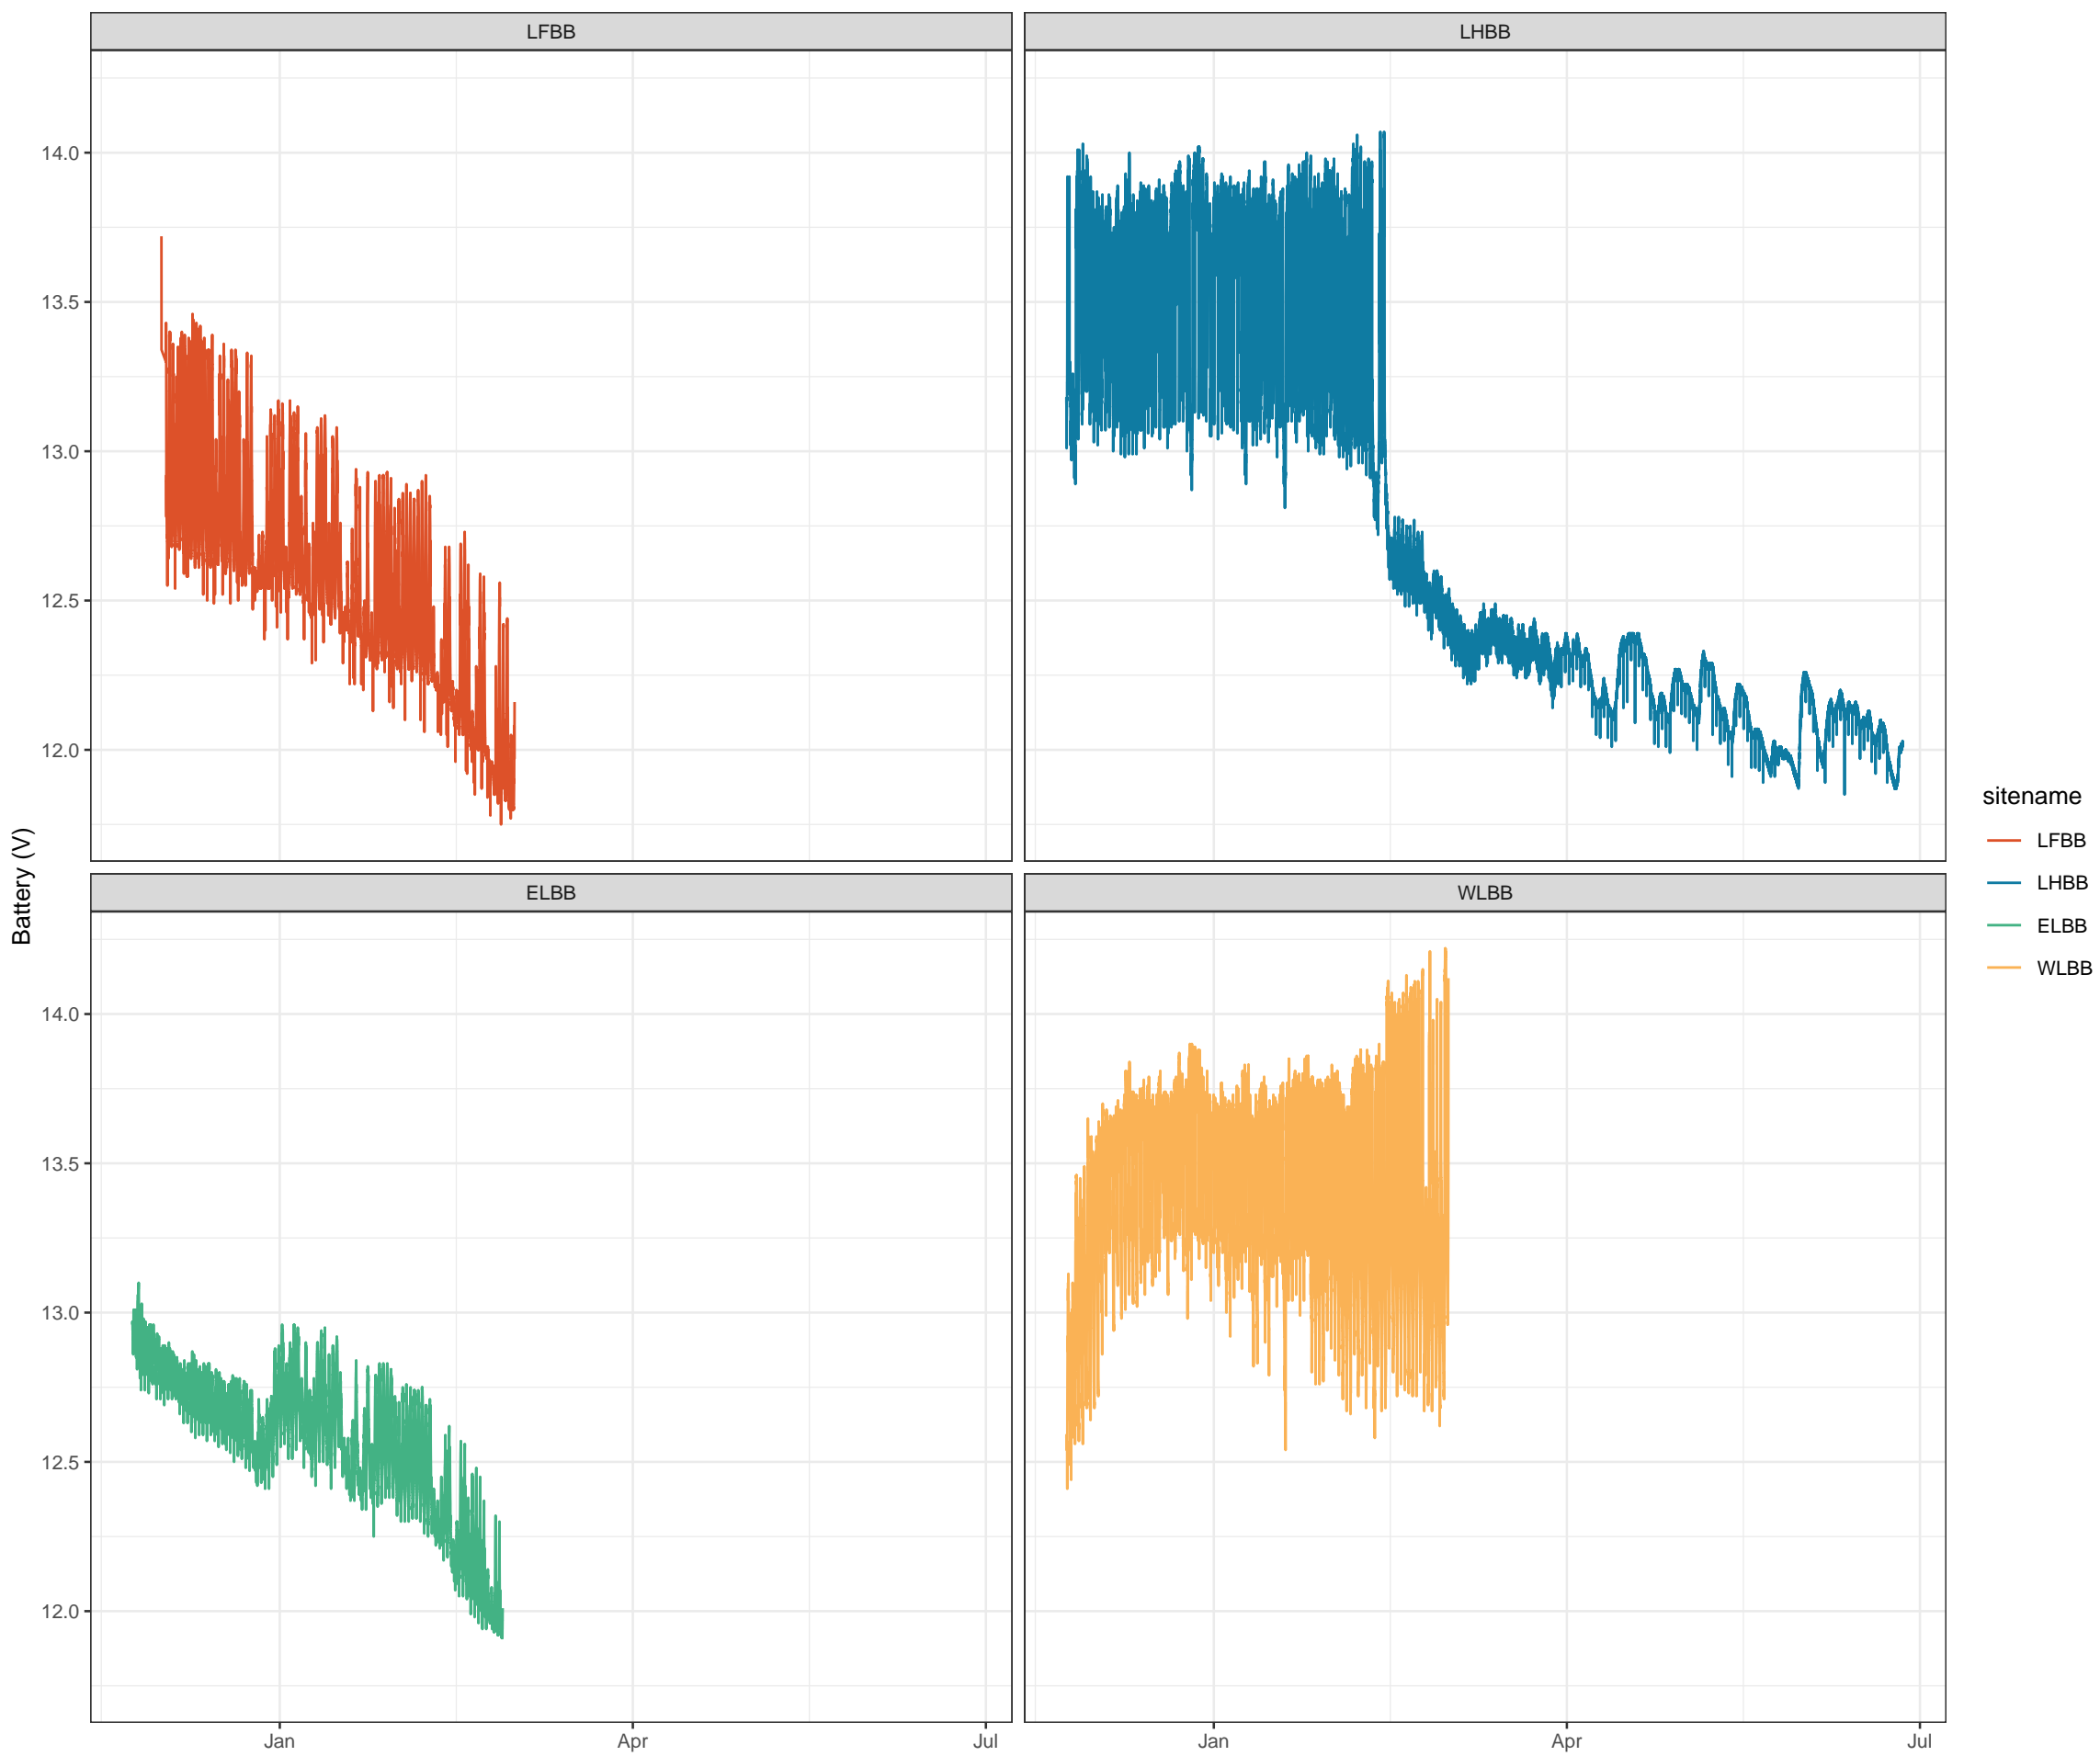 LFBB
LHBB
14.0
13.5
13.0
12.5
12.0
ELBB
WLBB
14.0
13.5
13.0
12.5
12.0
Jan
Apr
Jul
Jan
Apr
Jul
Battery (V)
sitename
LFBB
LHBB
ELBB
WLBB